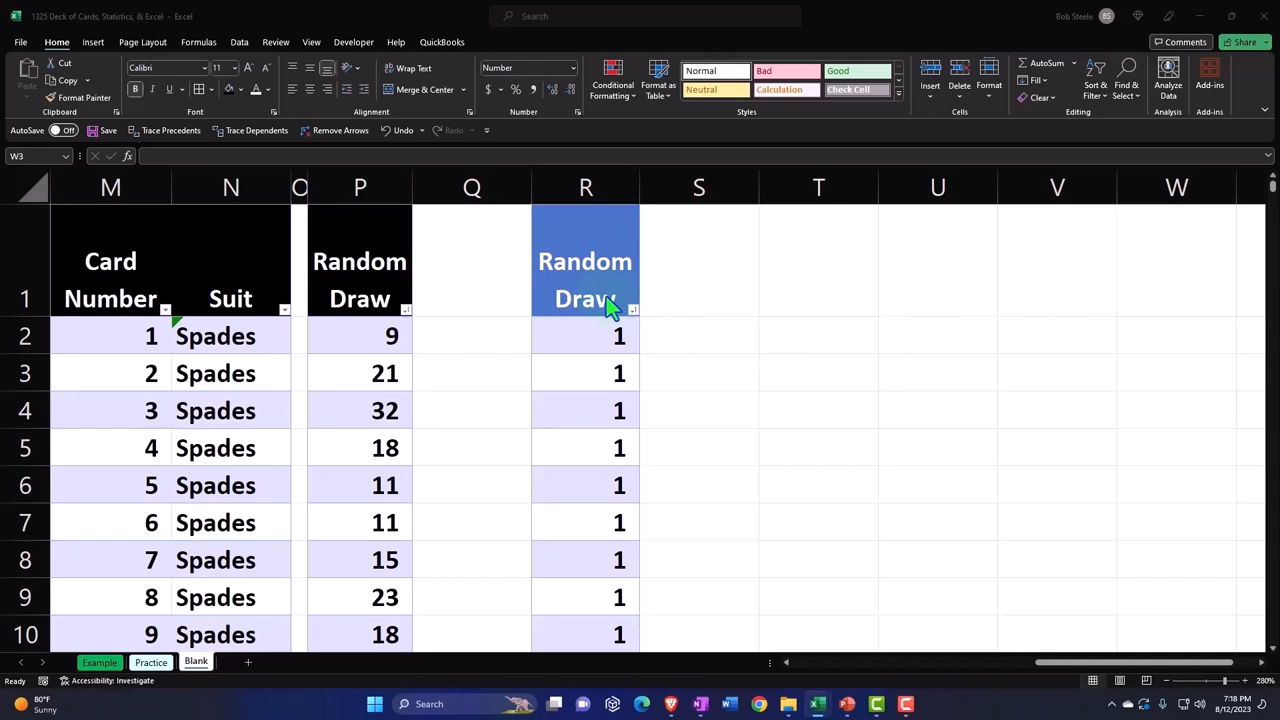 1325 Deck of Cards, Statistics, & Excel - Excel
Search
Bob Steele
BS
File Home Insert Page Layout Formulas Data Review View Developer Help QuickBooks
Comments
Share
Paste
Cut
Copy
Format Painter
Clipboard
Calibri
11
B I U
Font
Wrap Text
Merge & Center
Alignment
Number
$ % ,
Number
Conditional Formatting
Format as Table
Normal Bad Good
Neutral Calculation Check Cell
Styles
Insert Delete Format
Cells
AutoSum
Fill
Clear
Sort & Filter
Find & Select
Editing
Analyze Data
Analysis
Add-ins
Add-ins
AutoSave Off Save Trace Precedents Trace Dependents Remove Arrows Undo Redo
W3 fx
M N O P Q R S T U V W
1 Card Number Suit Random Draw Random Draw
2 1 Spades 9 1
3 2 Spades 21 1
4 3 Spades 32 1
5 4 Spades 18 1
6 5 Spades 11 1
7 6 Spades 11 1
8 7 Spades 15 1
9 8 Spades 23 1
10 9 Spades 18 1
Example Practice Blank
Ready Accessibility: Investigate 280%
80°F
Sunny
Search
7:18 PM
8/12/2023